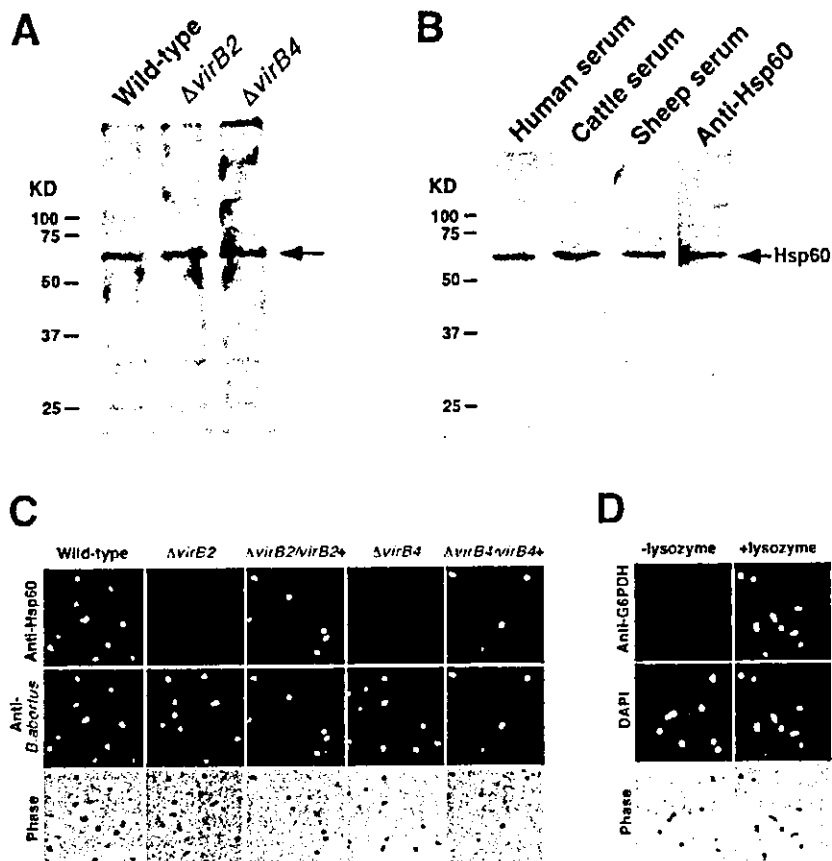 A
Wild-type
ΔvirB2
ΔvirB4
KD
100
75
50
37
25
B
Human serum
Cattle serum
Sheep serum
Anti-Hsp60
KD
100
75
50
37
25
Hsp60
C
Wild-type
ΔvirB2
ΔvirB2/virB2+
ΔvirB4
ΔvirB4/virB4+
Anti-Hsp60
Anti-
B.abortus
Phase
D
-lysozyme
+lysozyme
Anti-G6PDH
DAPI
Phase